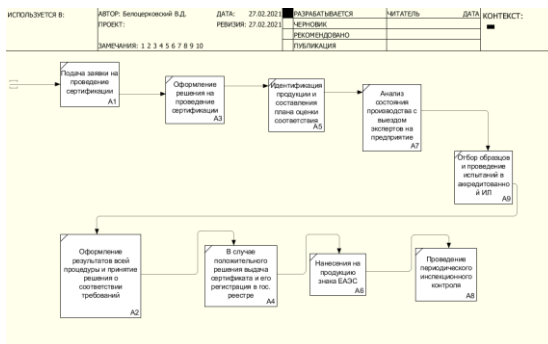 ИСПОЛЬЗУЕТСЯ В:
АВТОР: Белоцерковский В.Д.
ДАТА: 27.02.2021
РАЗРАБАТЫВАЕТСЯ
ЧИТАТЕЛЬ
ДАТА
КОНТЕКСТ:
ПРОЕКТ:
РЕВИЗИЯ: 27.02.2021
ЧЕРНОВИК
РЕКОМЕНДОВАНО
ЗАМЕЧАНИЯ: 1 2 3 4 5 6 7 8 9 10
ПУБЛИКАЦИЯ
Подача заявки на
проведение
сертификации
A1
Оформление
решения на
проведение
сертификации
A3
Идентификация
продукции и
составления
плана оценки
соответствия
A5
Анализ
состояния
производства с
выездом
экспертов на
предприятие
A7
Отбор образцов
и проведение
испытаний в
аккредитованно
й ИЛ
A9
Оформление
результатов всей
процедуры и принятие
решения о
соответствии
требований
A2
В случае
положительного
решения выдача
сертификата и его
регистрация в гос.
реестре
A4
Нанесения на
продукцию
знака ЕАЭС
A6
Проведение
периодического
инспекционного
контроля
A8